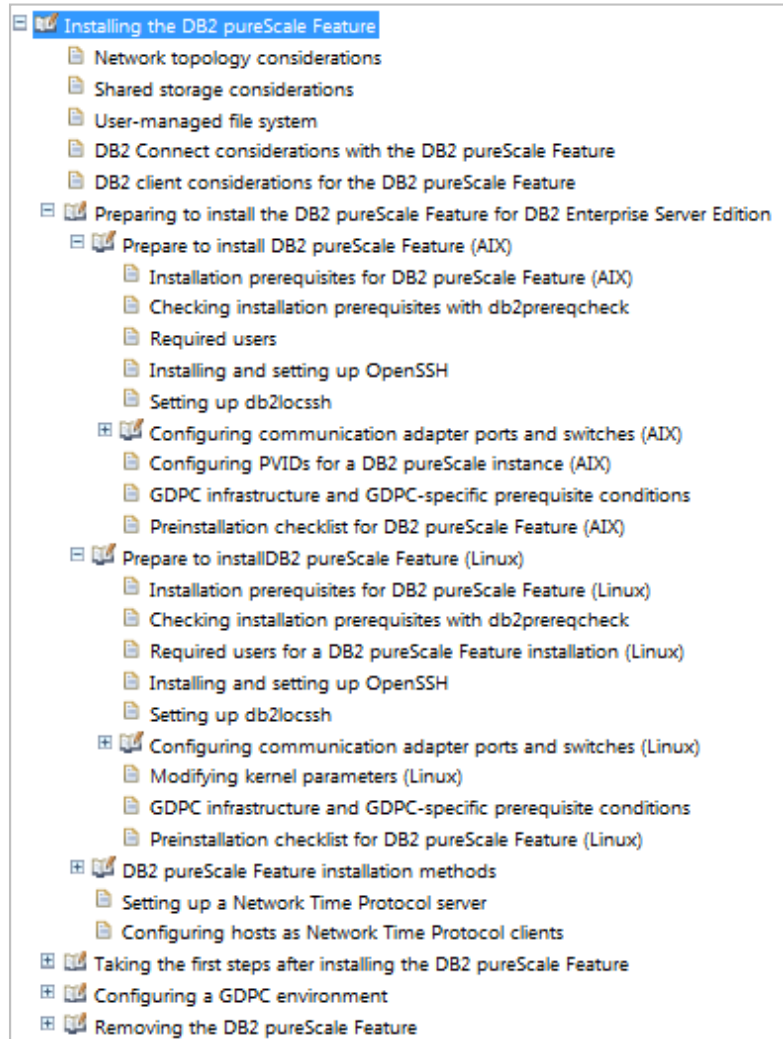 Installing the DB2 pureScale Feature
Network topology considerations
Shared storage considerations
User-managed file system
DB2 Connect considerations with the DB2 pureScale Feature
DB2 client considerations for the DB2 pureScale Feature
Preparing to install the DB2 pureScale Feature for DB2 Enterprise Server Edition
Prepare to install DB2 pureScale Feature (AIX)
Installation prerequisites for DB2 pureScale Feature (AIX)
Checking installation prerequisites with db2prereqcheck
Required users
Installing and setting up OpenSSH
Setting up db2locssh
Configuring communication adapter ports and switches (AIX)
Configuring PVIDs for a DB2 pureScale instance (AIX)
GDPC infrastructure and GDPC-specific prerequisite conditions
Preinstallation checklist for DB2 pureScale Feature (AIX)
Prepare to installDB2 pureScale Feature (Linux)
Installation prerequisites for DB2 pureScale Feature (Linux)
Checking installation prerequisites with db2prereqcheck
Required users for a DB2 pureScale Feature installation (Linux)
Installing and setting up OpenSSH
Setting up db2locssh
Configuring communication adapter ports and switches (Linux)
Modifying kernel parameters (Linux)
GDPC infrastructure and GDPC-specific prerequisite conditions
Preinstallation checklist for DB2 pureScale Feature (Linux)
DB2 pureScale Feature installation methods
Setting up a Network Time Protocol server
Configuring hosts as Network Time Protocol clients
Taking the first steps after installing the DB2 pureScale Feature
Configuring a GDPC environment
Removing the DB2 pureScale Feature